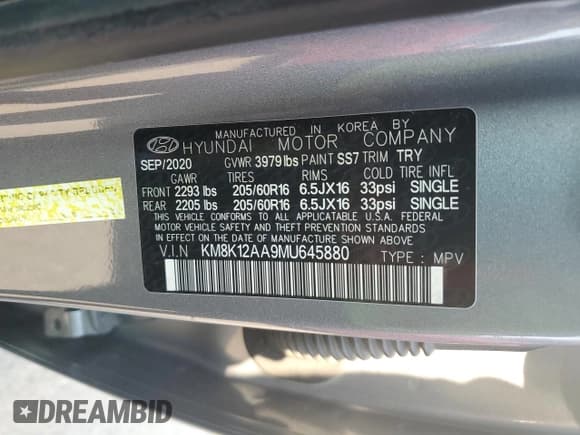 MANUFACTURED IN KOREA BY
HYUNDAI MOTOR COMPANY
SEP/2020 GVWR 3979 lbs PAINT SS7 TRIM TRY
GAWR TIRES RIMS COLD TIRE INFL
FRONT 2293 lbs 205/60R16 6.5JX16 33psi SINGLE
REAR 2205 lbs 205/60R16 6.5JX16 33psi SINGLE
THIS VEHICLE CONFORMS TO ALL APPLICABLE U.S.A. FEDERAL
MOTOR VEHICLE SAFETY AND THEFT PREVENTION STANDARDS
IN EFFECT ON THE DATE OF MANUFACTURE SHOWN ABOVE.
V.I.N KM8K12AA9MU645880
TYPE : MPV
DREAMBID